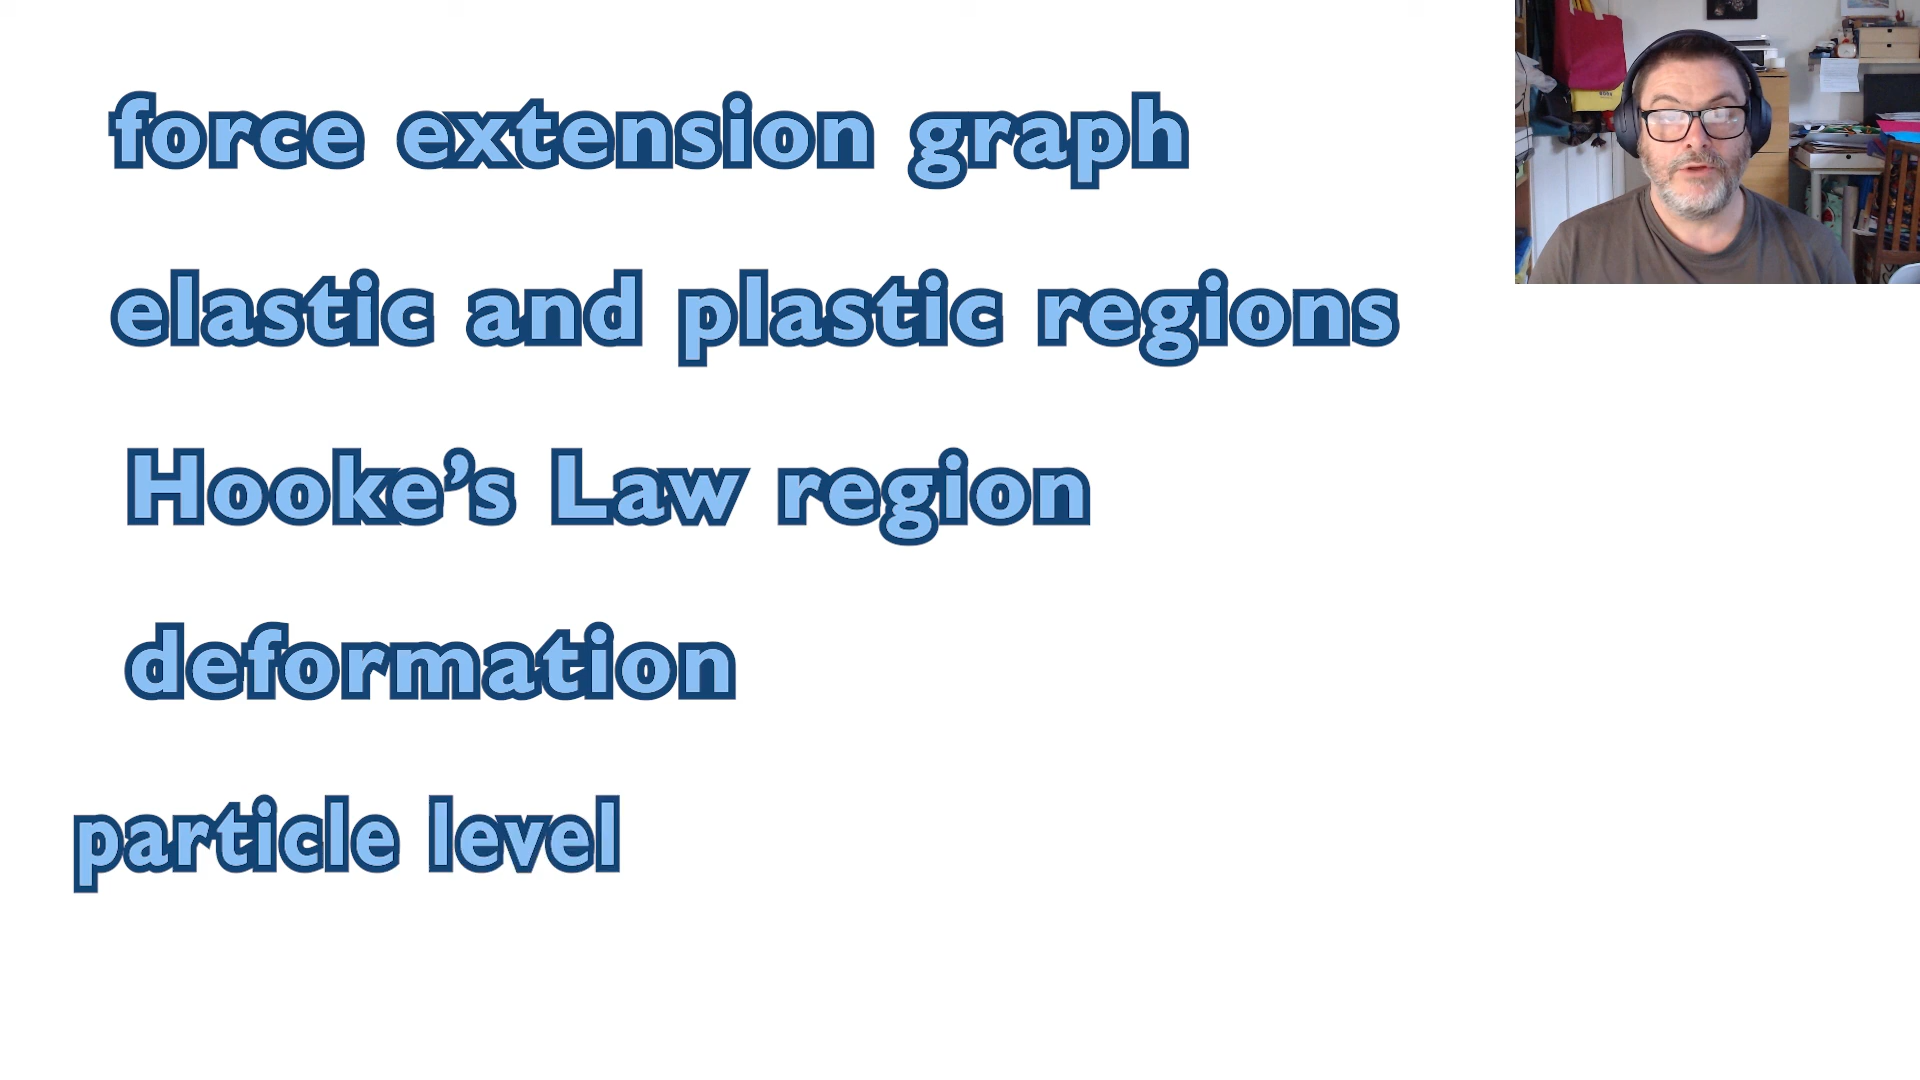 force extension graph
elastic and plastic regions
Hooke’s Law region
deformation
particle level